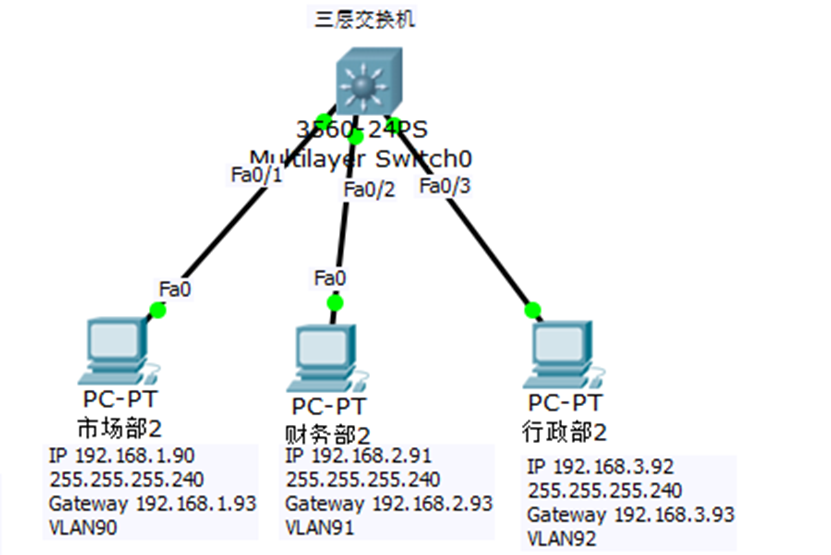 三层交换机
3560-24PS
Multilayer Switch0
Fa0/1
Fa0/2
Fa0/3
Fa0
Fa0
PC-PT
市场部2
IP 192.168.1.90
255.255.255.240
Gateway 192.168.1.93
VLAN90
PC-PT
财务部2
IP 192.168.2.91
255.255.255.240
Gateway 192.168.2.93
VLAN91
PC-PT
行政部2
IP 192.168.3.92
255.255.255.240
Gateway 192.168.3.93
VLAN92